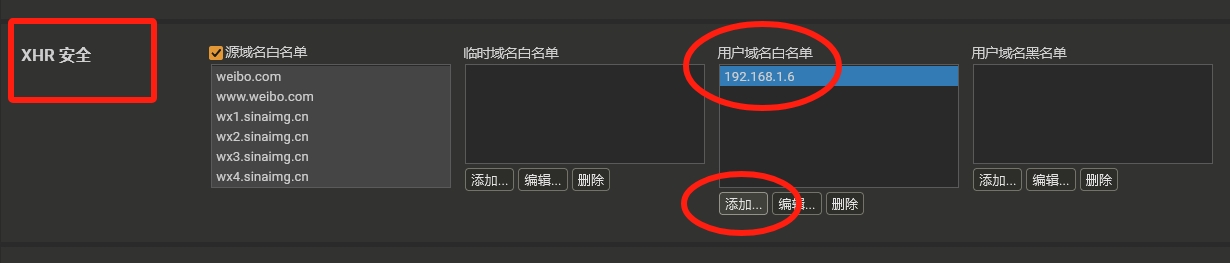 XHR 安全
源域名白名单
weibo.com
www.weibo.com
wx1.sinaimg.cn
wx2.sinaimg.cn
wx3.sinaimg.cn
wx4.sinaimg.cn
临时域名白名单
添加... 编辑... 删除
用户域名白名单
192.168.1.6
添加... 编辑... 删除
用户域名黑名单
添加... 编辑... 删除